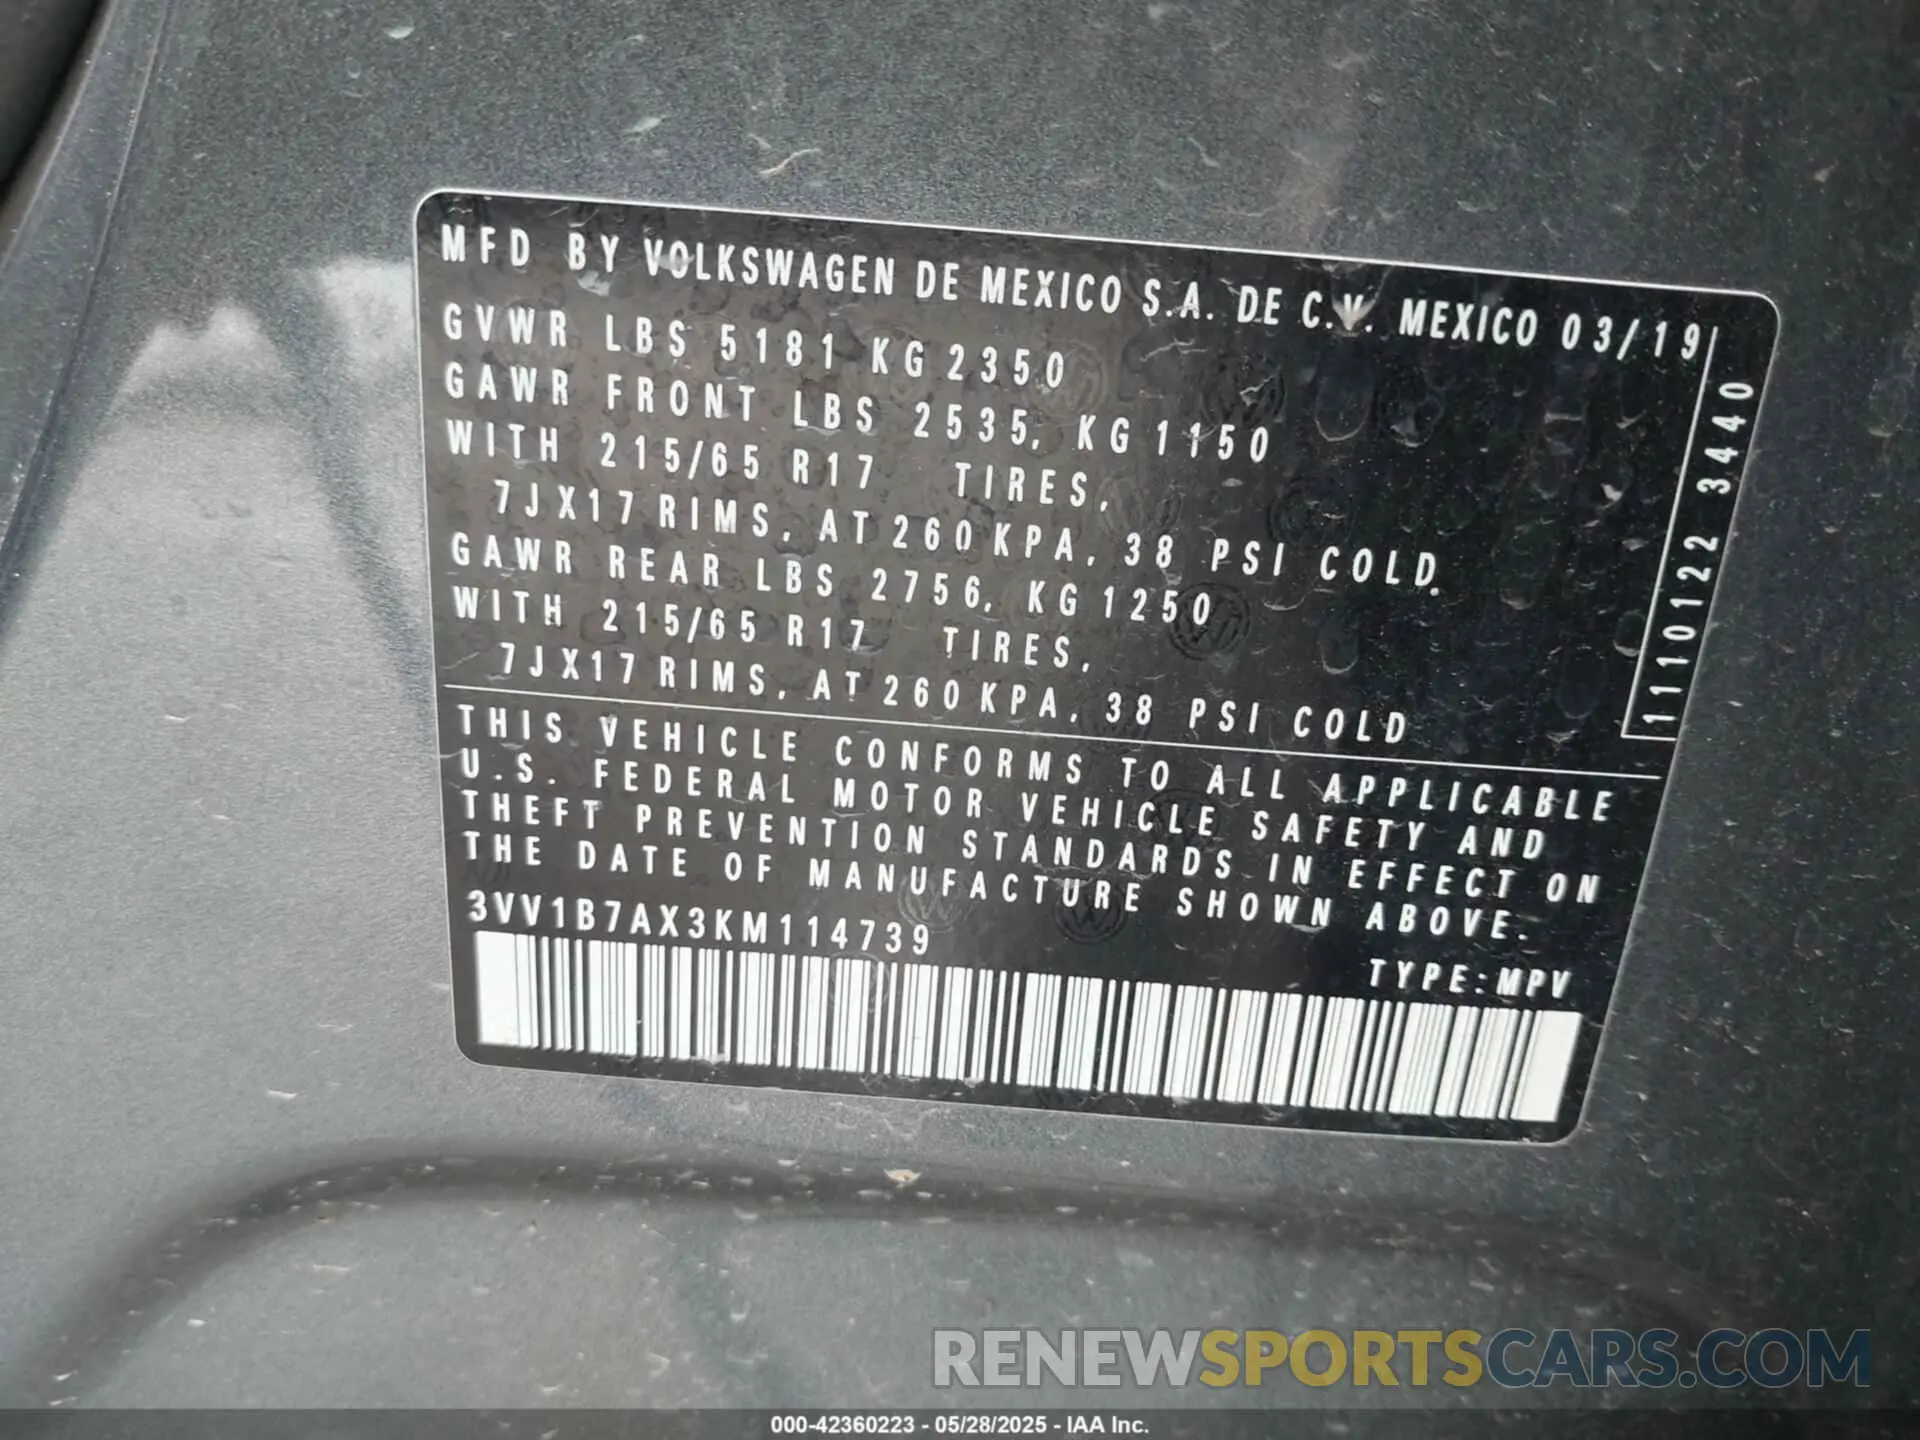 MFD BY VOLKSWAGEN DE MEXICO S.A. DE C.V. MEXICO 03/19
GVWR LBS 5181 KG 2350
GAWR FRONT LBS 2535, KG 1150
WITH 215/65 R17 TIRES,
7JX17 RIMS, AT 260 KPA, 38 PSI COLD.
GAWR REAR LBS 2756, KG 1250
WITH 215/65 R17 TIRES,
7JX17 RIMS, AT 260 KPA, 38 PSI COLD
1110122 3440
THIS VEHICLE CONFORMS TO ALL APPLICABLE
U.S. FEDERAL MOTOR VEHICLE SAFETY AND
THEFT PREVENTION STANDARDS IN EFFECT ON
THE DATE OF MANUFACTURE SHOWN ABOVE.
3VV1B7AX3KM114739
TYPE:MPV
RENEWSPORTSCARS.COM
000-42360223 - 05/28/2025 - IAA Inc.